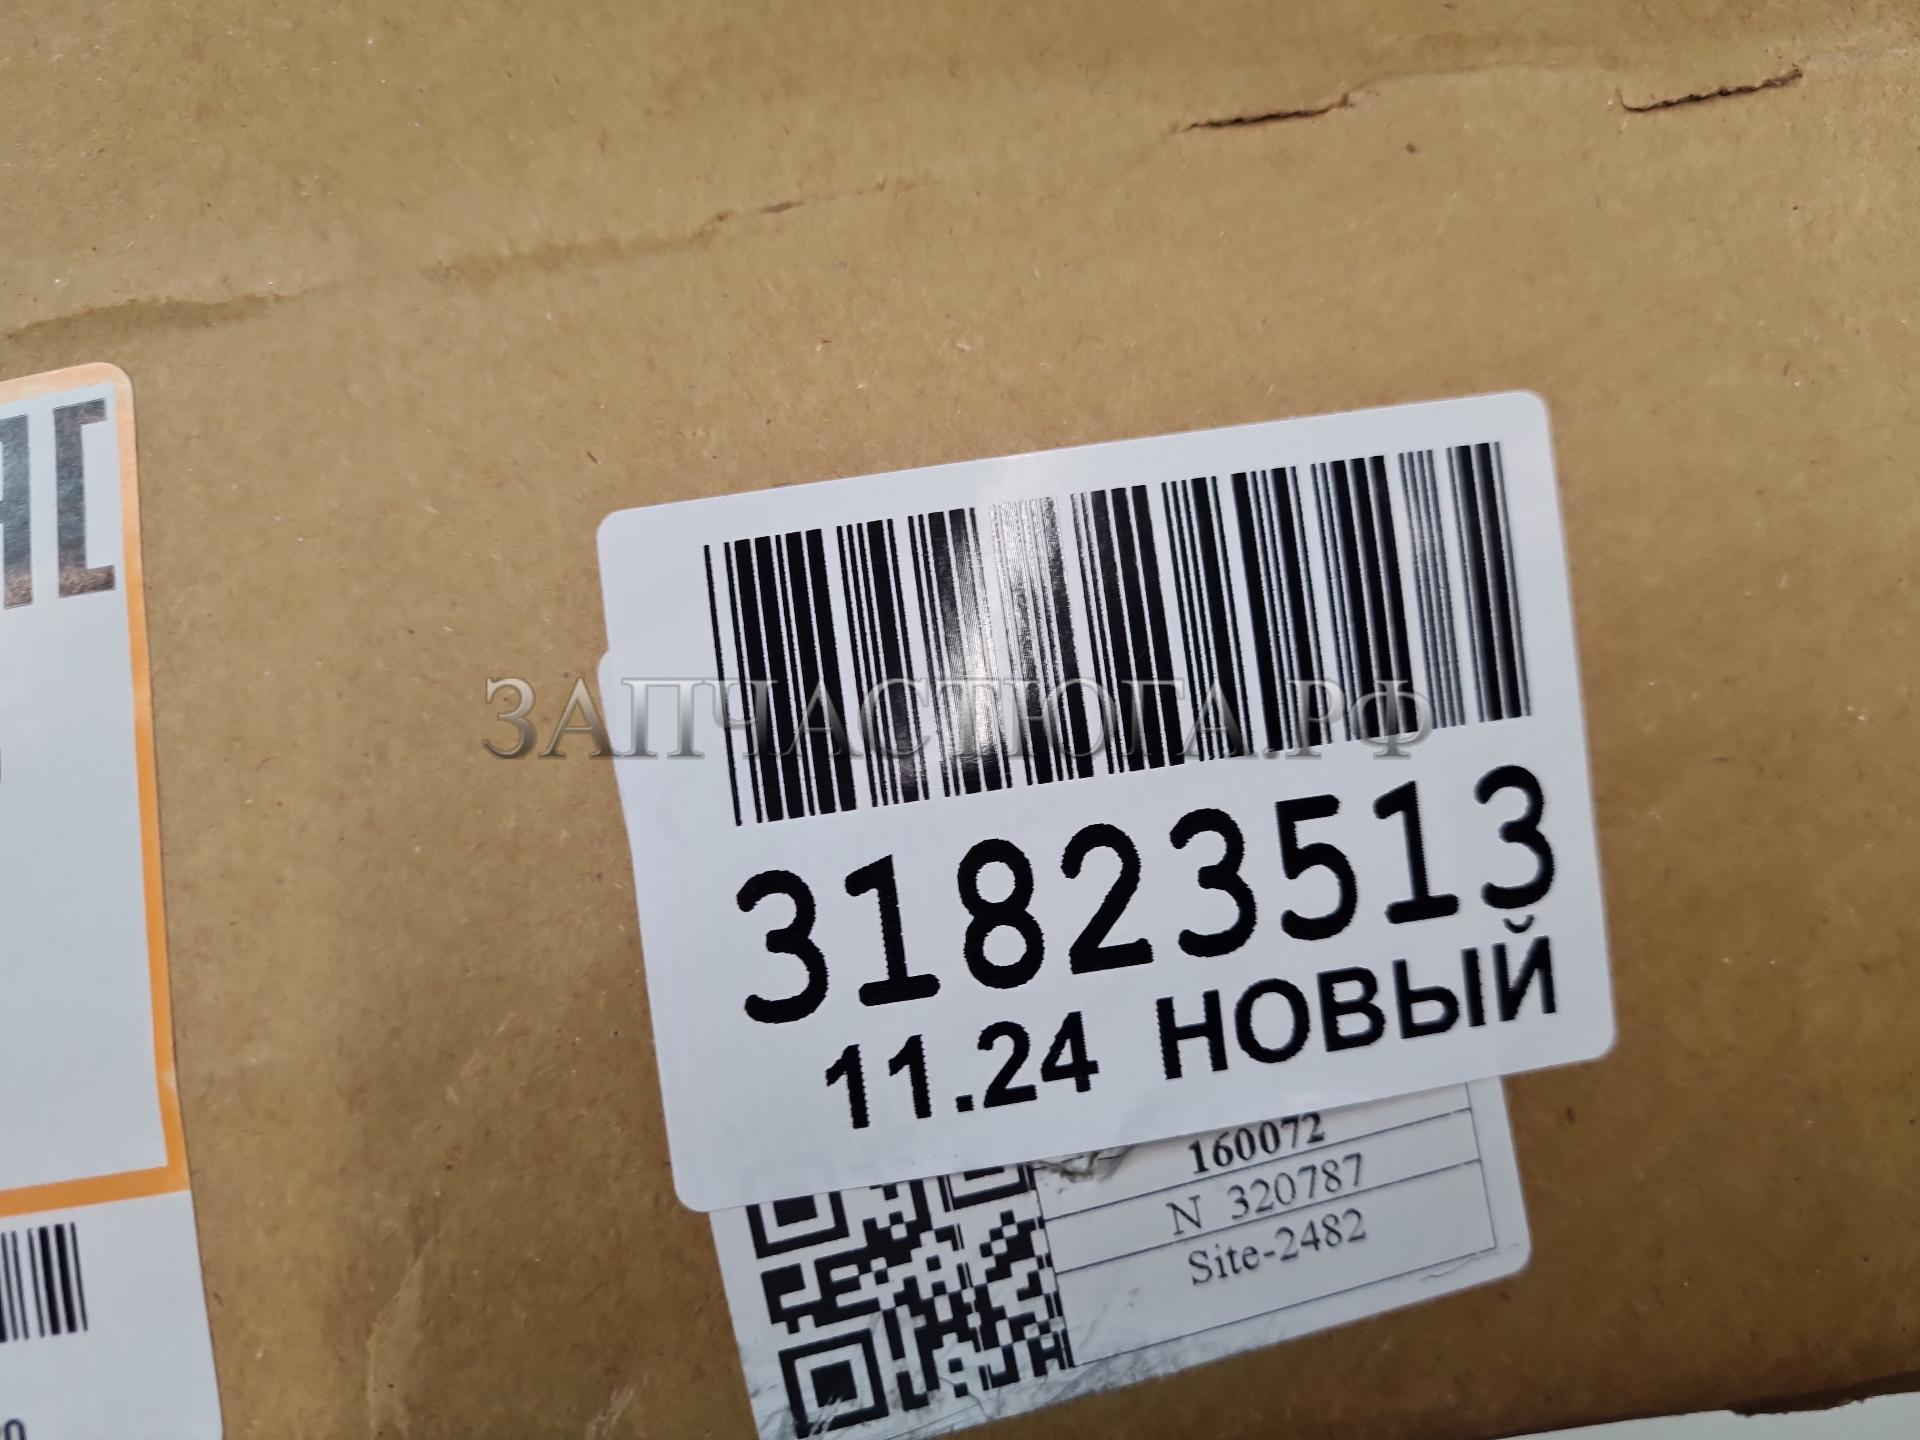 ЗАПЧАСТЮГА.РФ
31823513
11.24 НОВЫЙ
160072
N 320787
Site-2482